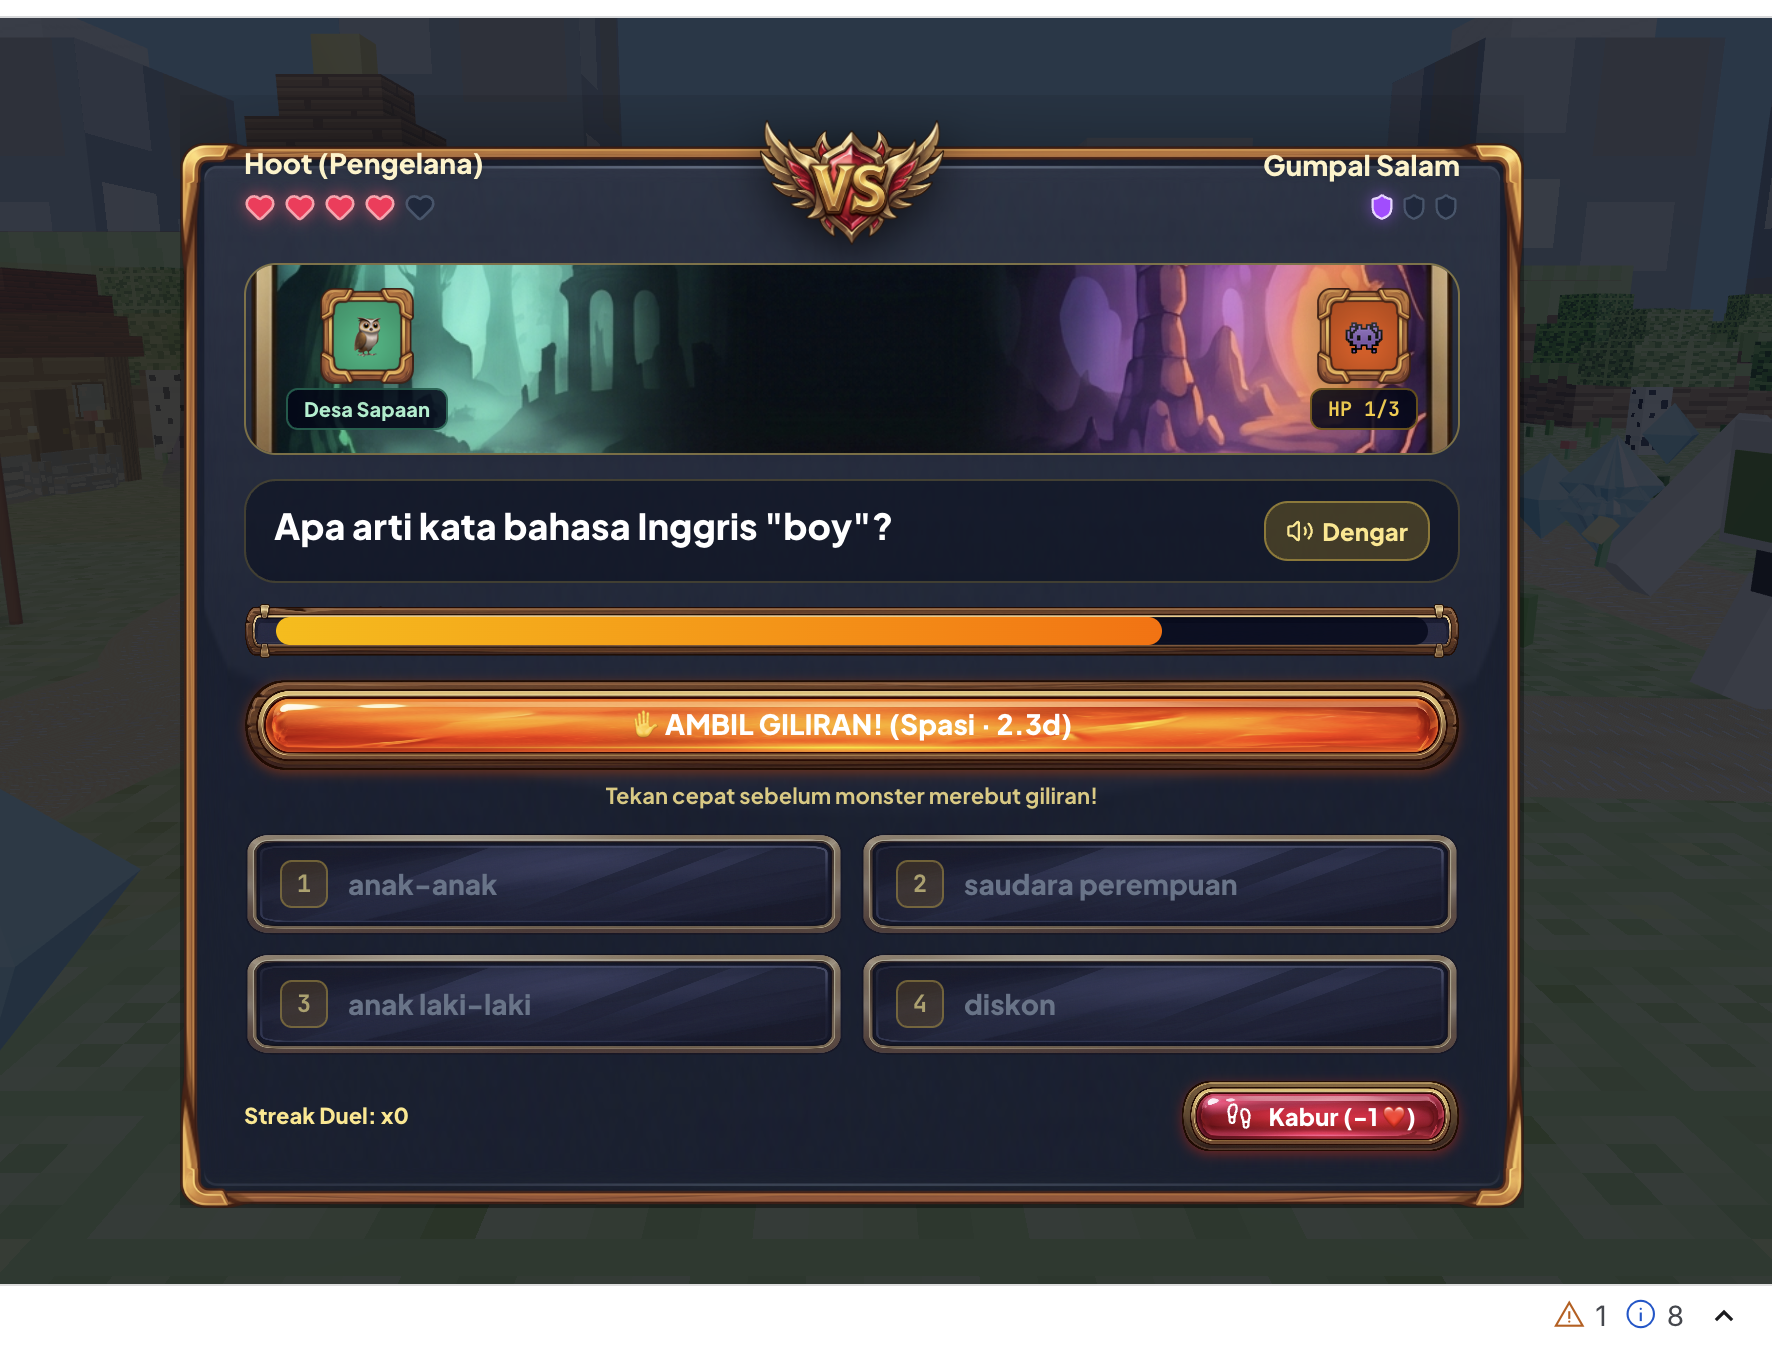 Hoot (Pengelana)
VS
Gumpal Salam
Desa Sapaan
HP 1/3
Apa arti kata bahasa Inggris "boy"?
Dengar
AMBIL GILIRAN! (Spasi · 2.3d)
Tekan cepat sebelum monster merebut giliran!
1 anak-anak
2 saudara perempuan
3 anak laki-laki
4 diskon
Streak Duel: x0
Kabur (-1 ❤️)
1
8